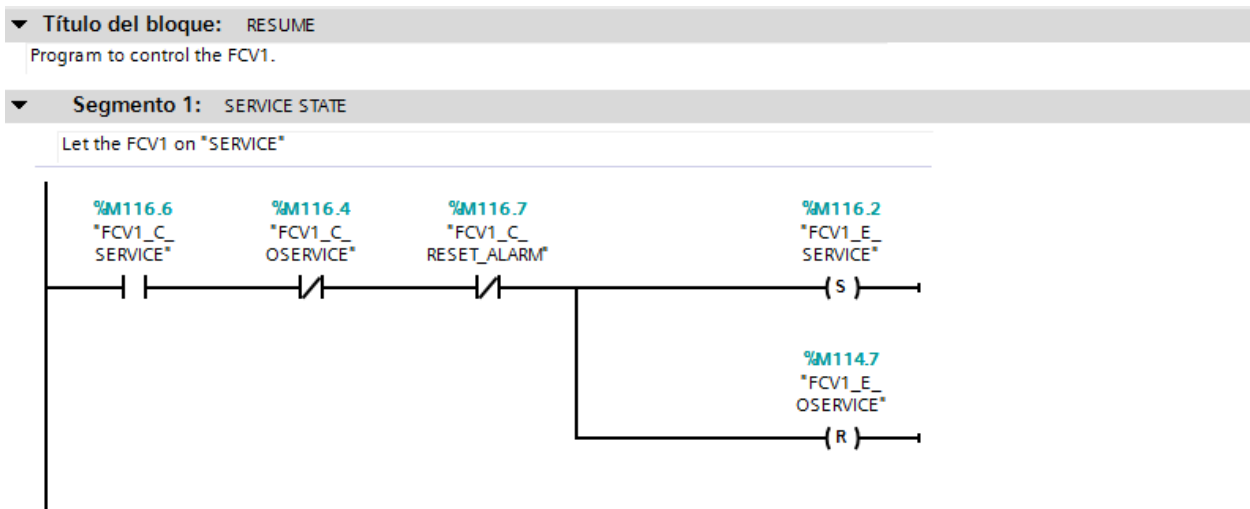 Título del bloque: RESUME
Program to control the FCV1.
Segmento 1: SERVICE STATE
Let the FCV1 on "SERVICE"
%M116.6
"FCV1_C_
SERVICE"
%M116.4
"FCV1_C_
OSERVICE"
%M116.7
"FCV1_C_
RESET_ALARM"
%M116.2
"FCV1_E_
SERVICE"
S
%M114.7
"FCV1_E_
OSERVICE"
R